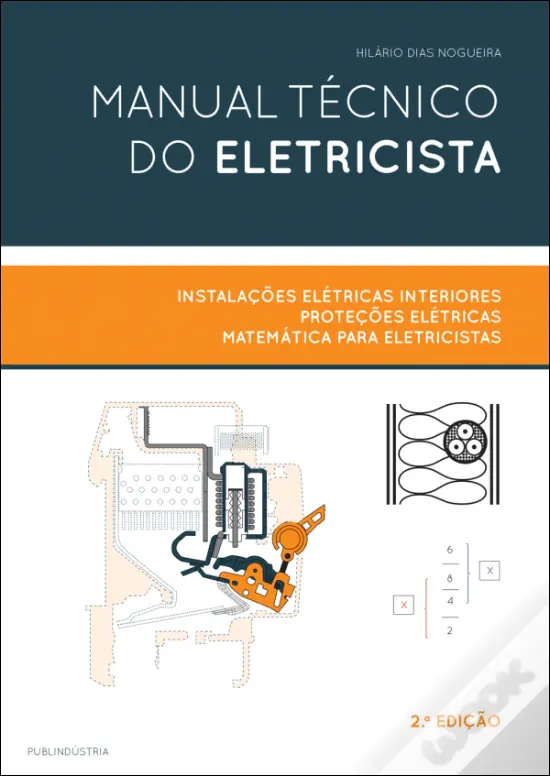 HILÁRIO DIAS NOGUEIRA
MANUAL TÉCNICO
DO ELETRICISTA
INSTALAÇÕES ELÉTRICAS INTERIORES
PROTEÇÕES ELÉTRICAS
MATEMÁTICA PARA ELETRICISTAS
6
8
X
X
4
2
2.ª EDIÇÃO
wook
PUBLINDÚSTRIA